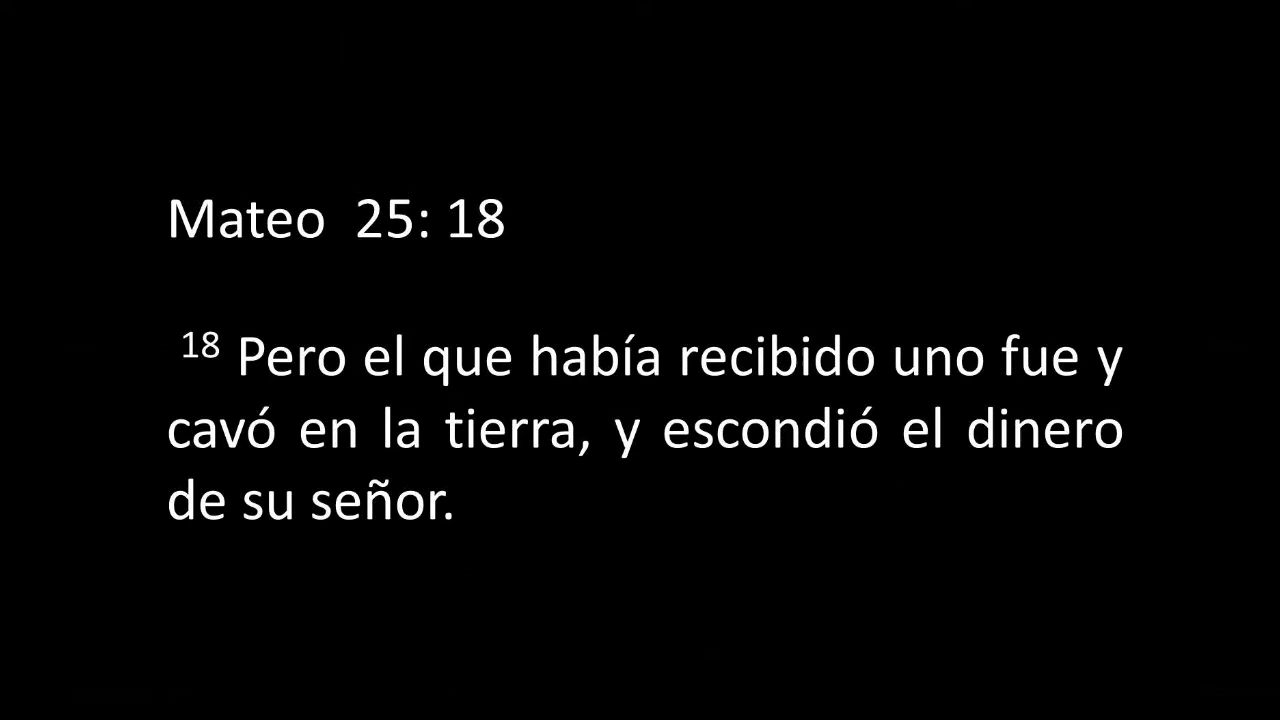 Mateo  25: 18
18 Pero el que había recibido uno fue y
cavó en la tierra, y escondió el dinero
de su señor.